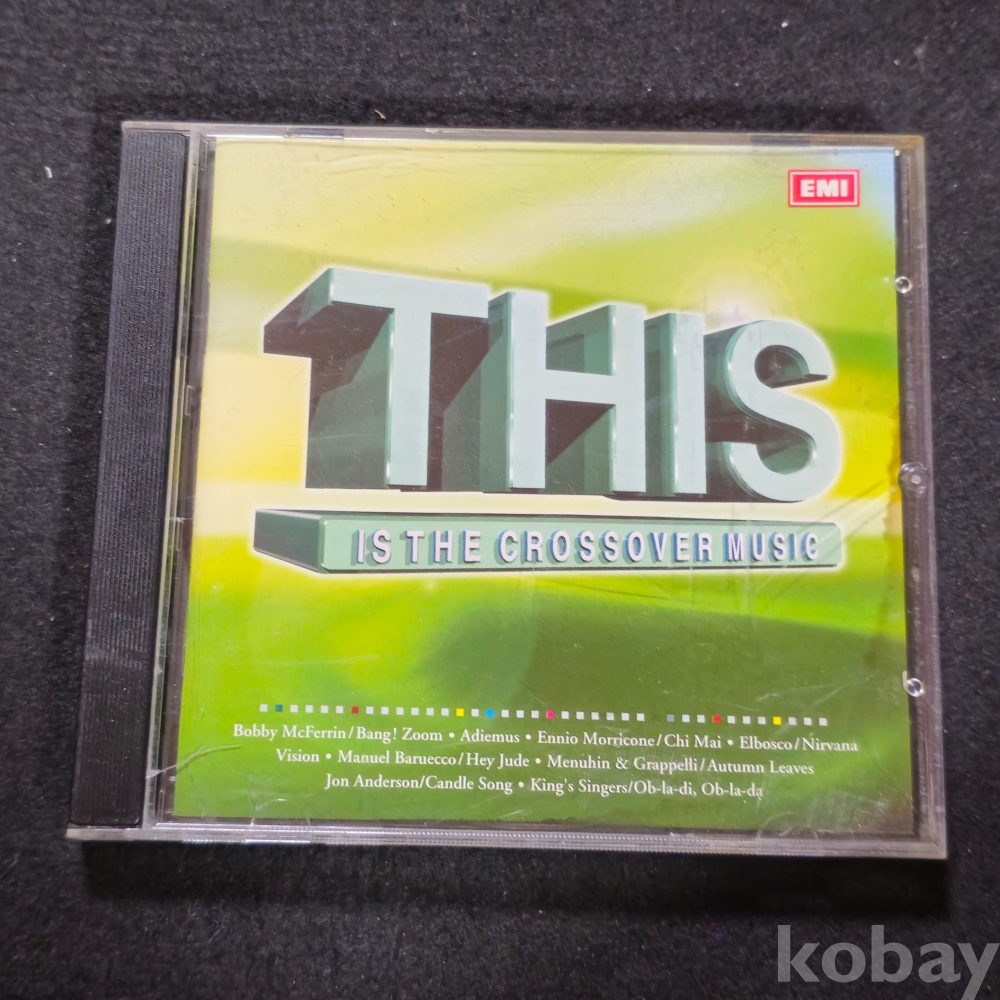 EMI
THIS
IS THE CROSSOVER MUSIC
Bobby McFerrin/Bang! Zoom • Adiemus • Ennio Morricone/Chi Mai • Elbosco/Nirvana
Vision • Manuel Baruecco/Hey Jude • Menuhin & Grappelli/Autumn Leaves
Jon Anderson/Candle Song • King's Singers/Ob-la-di, Ob-la-da
kobay